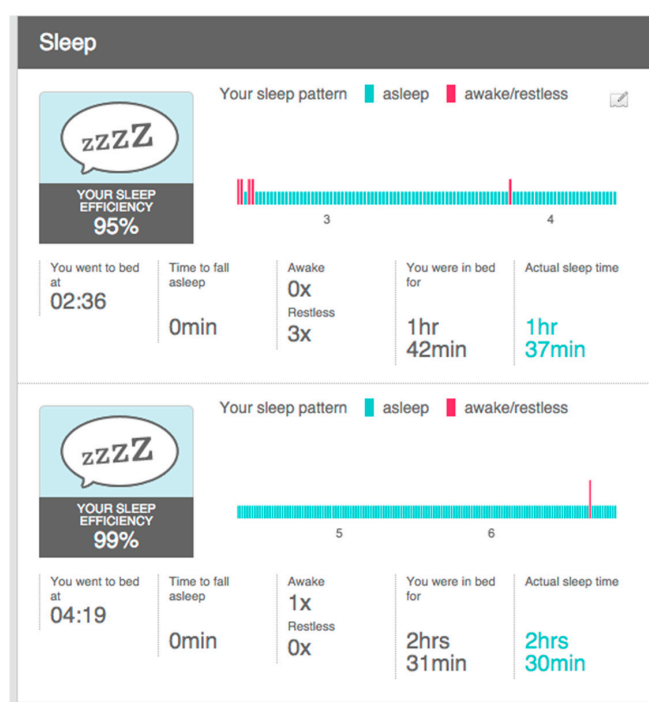 Sleep
Your sleep pattern asleep awake/restless
zzzZ
YOUR SLEEP
EFFICIENCY
95%
3 4
You went to bed
at
02:36
Time to fall
asleep
0min
Awake
0x
Restless
3x
You were in bed
for
1hr
42min
Actual sleep time
1hr
37min
Your sleep pattern asleep awake/restless
zzzZ
YOUR SLEEP
EFFICIENCY
99%
5 6
You went to bed
at
04:19
Time to fall
asleep
0min
Awake
1x
Restless
0x
You were in bed
for
2hrs
31min
Actual sleep time
2hrs
30min